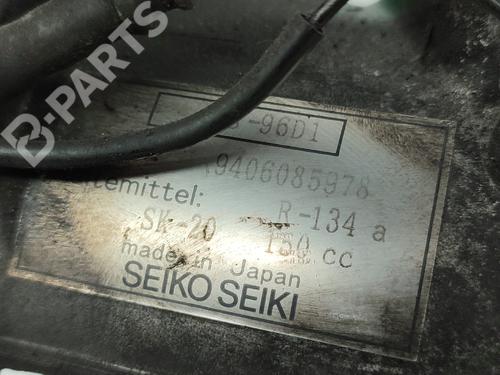 B-PARTS
-96D1
9406085978
temittel: R-134 a
SK-20 150 cc
made in Japan
SEIKO SEIKI